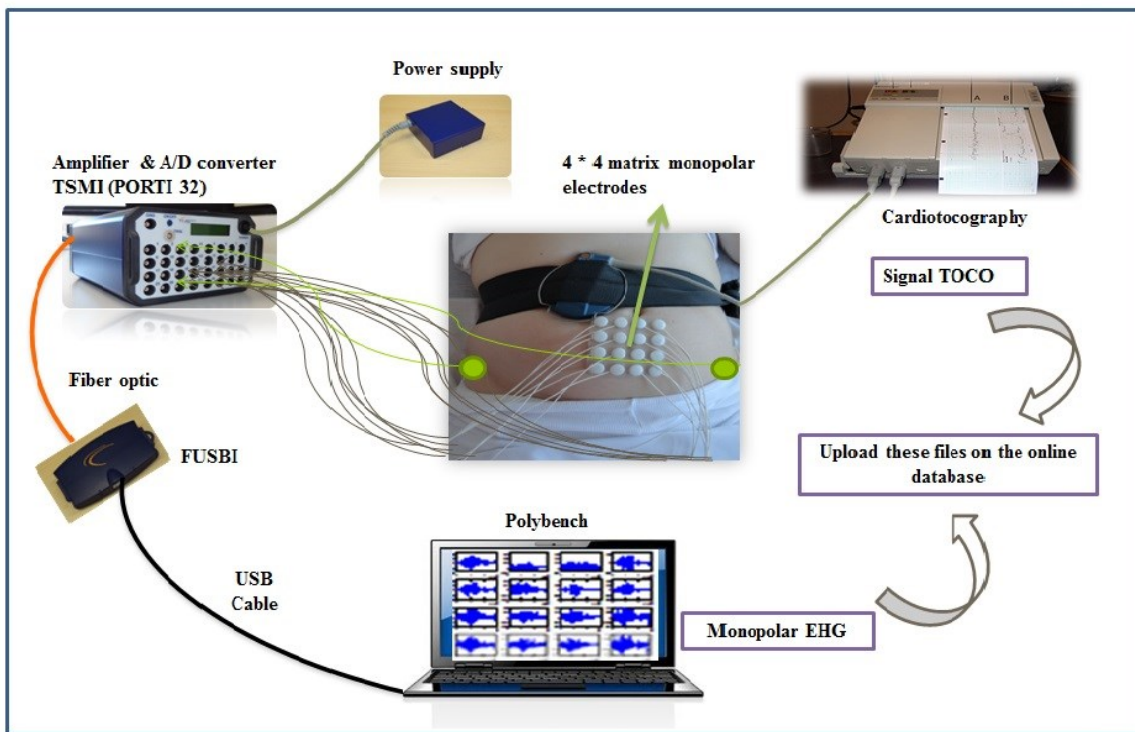 Power supply
Amplifier & A/D converter
TSMI (PORTI 32)
4 * 4 matrix monopolar
electrodes
A B
Cardiotocography
Signal TOCO
Fiber optic
FUSBI
Upload these files on the online
database
Polybench
USB
Cable
Monopolar EHG